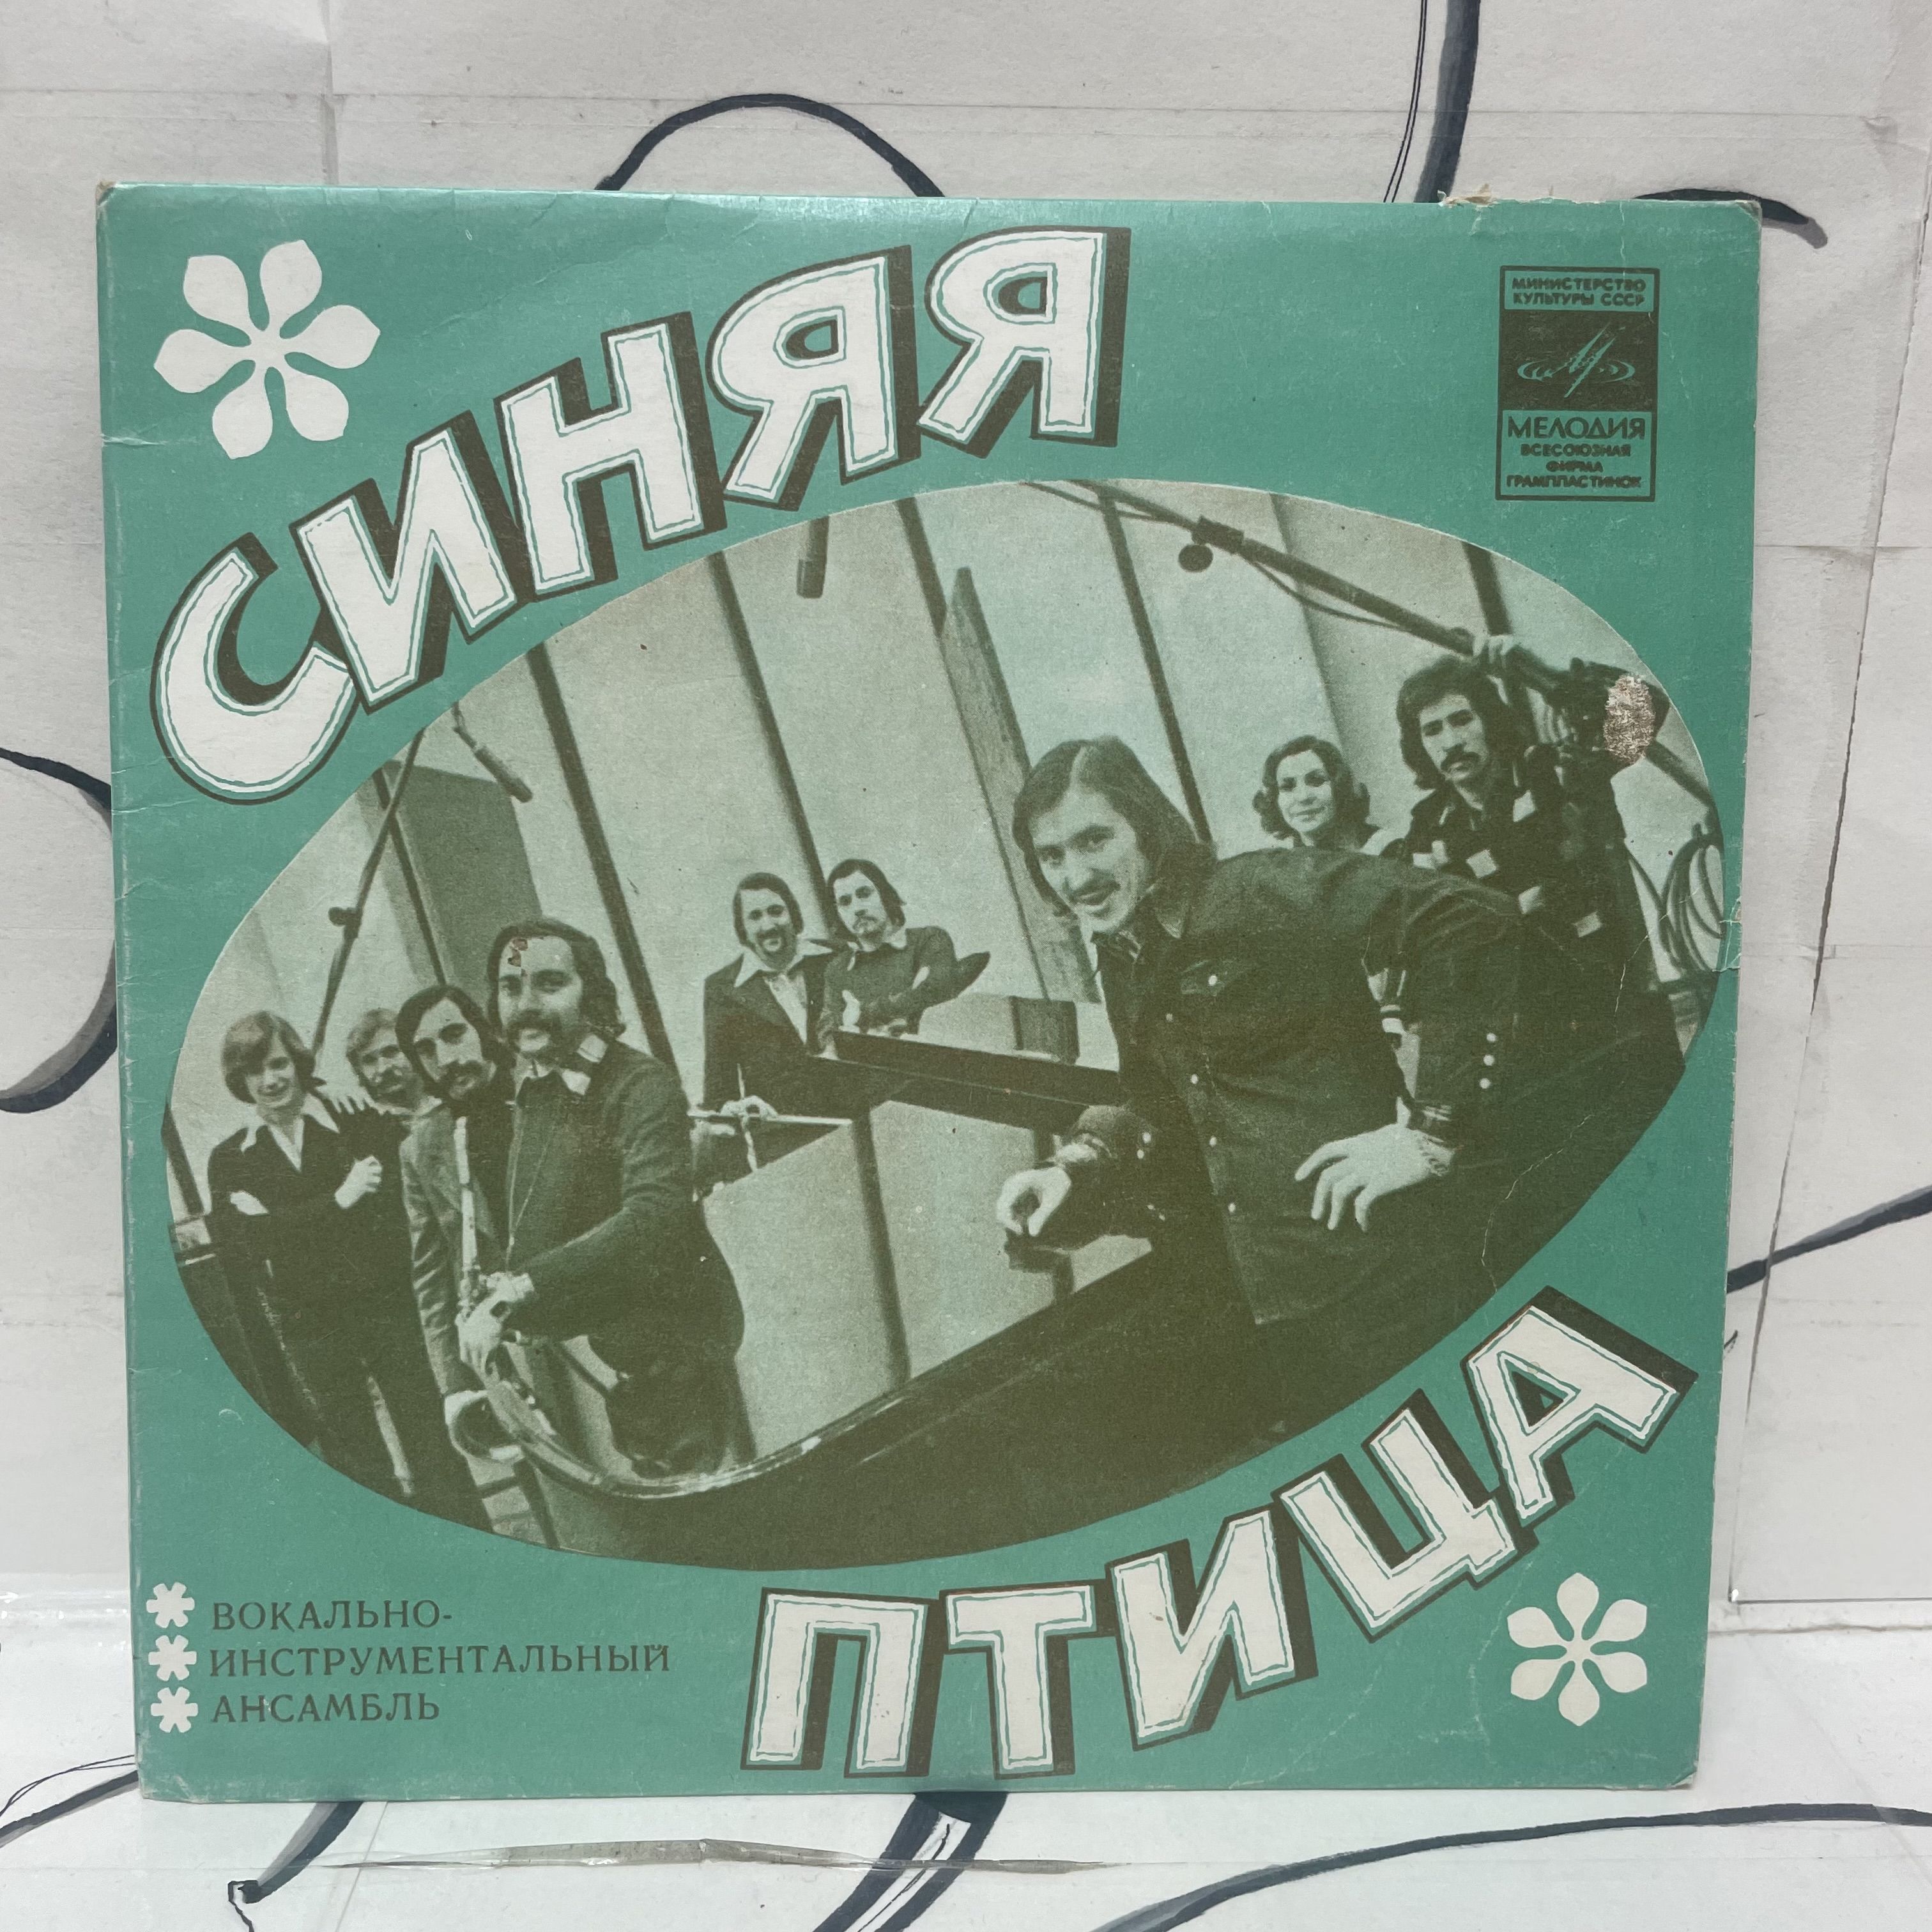 СИНЯЯ
МИНИСТЕРСТВО
КУЛЬТУРЫ СССР
МЕЛОДИЯ
ВСЕСОЮЗНАЯ
ФИРМА
ГРАМПЛАСТИНОК
ПТИЦА
ВОКАЛЬНО-
ИНСТРУМЕНТАЛЬНЫЙ
АНСАМБЛЬ